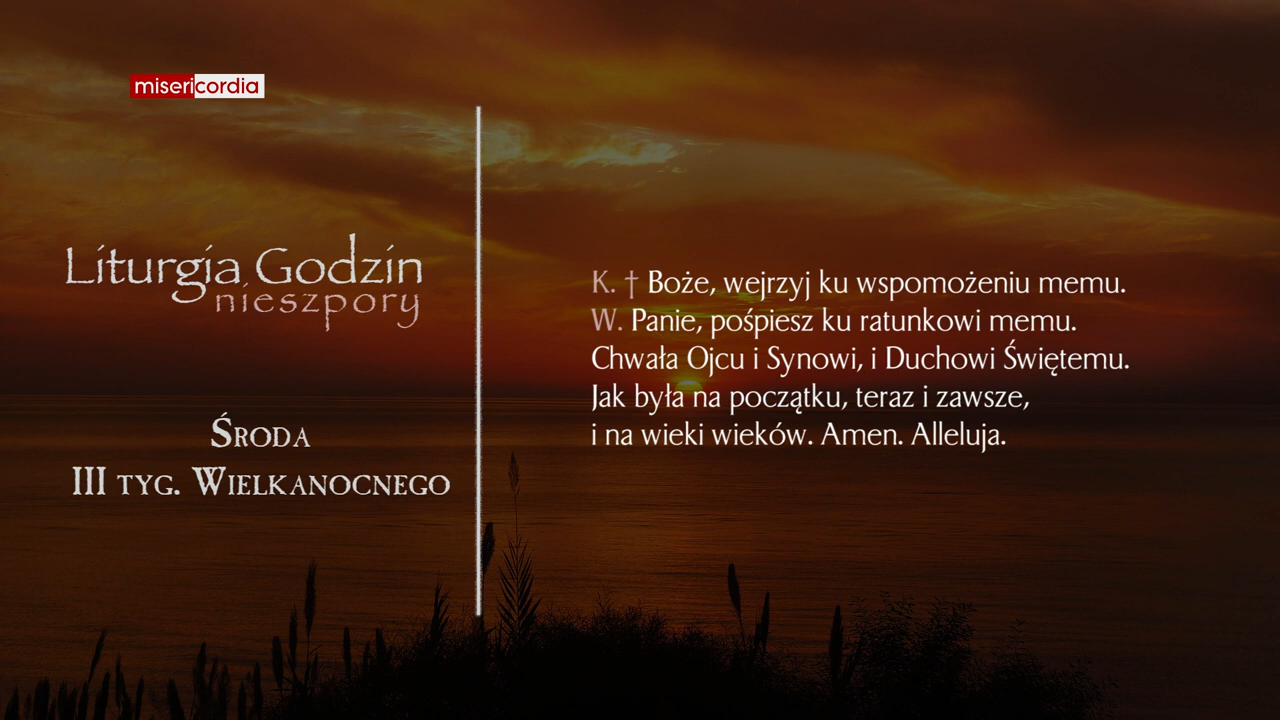 misericordia
Liturgia Godzin
nieszpory
Środa
III tyg. Wielkanocnego
K. † Boże, wejrzyj ku wspomożeniu memu.
W. Panie, pośpiesz ku ratunkowi memu.
Chwała Ojcu i Synowi, i Duchowi Świętemu.
Jak była na początku, teraz i zawsze,
i na wieki wieków. Amen. Alleluja.